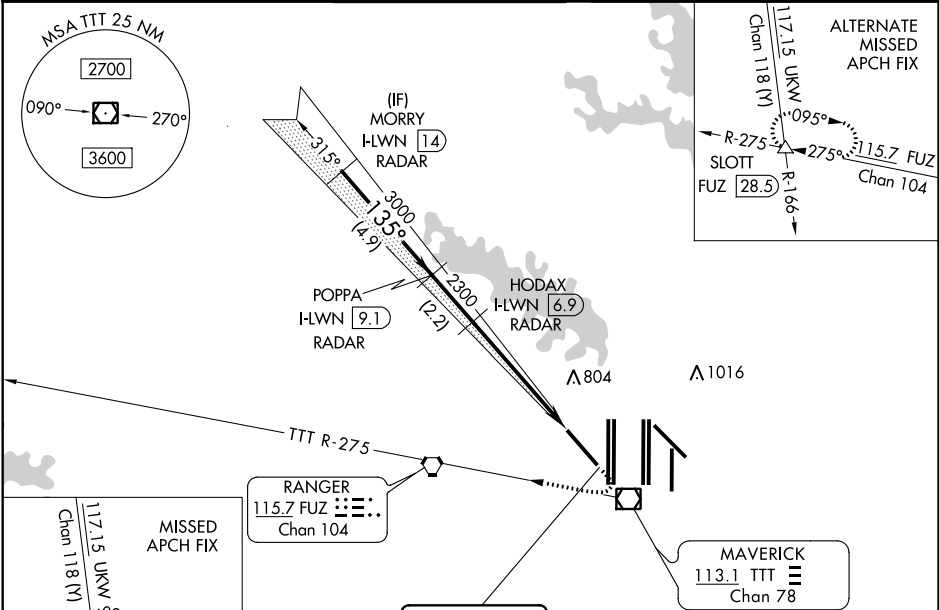 MSA TTT 25 NM
2700
090°
270°
3600
(IF)
MORRY
I-LWN 14
RADAR
315°
3000
135°
(4.9)
POPPA
I-LWN 9.1
RADAR
2300
(2.2)
HODAX
I-LWN 6.9
RADAR
804
1016
ALTERNATE
MISSED
APCH FIX
117.15 UKW
Chan 118 (Y)
095°
R-275
275°
115.7 FUZ
Chan 104
SLOTT
FUZ 28.5
R-166
TTT R-275
RANGER
115.7 FUZ
Chan 104
MAVERICK
113.1 TTT
Chan 78
MISSED
APCH FIX
117.15 UKW
Chan 118 (Y)